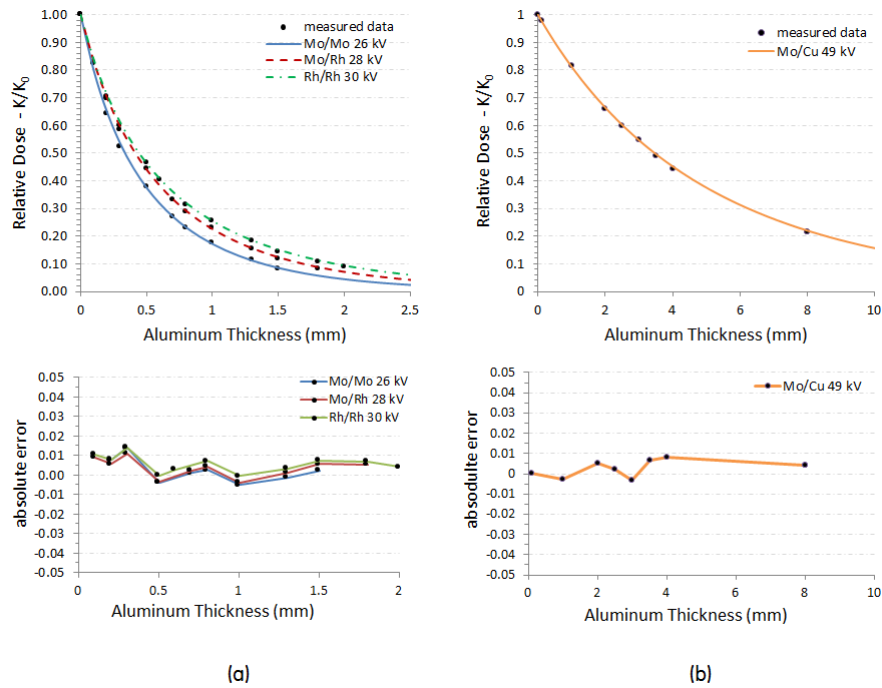 1.00
0.90
0.80
0.70
0.60
0.50
0.40
0.30
0.20
0.10
0.00
Relative Dose - K/K₀
measured data
Mo/Mo 26 kV
Mo/Rh 28 kV
Rh/Rh 30 kV
0 0.5 1 1.5 2 2.5
Aluminum Thickness (mm)
1
0.9
0.8
0.7
0.6
0.5
0.4
0.3
0.2
0.1
0
Relative Dose - K/K₀
measured data
Mo/Cu 49 kV
0 2 4 6 8 10
Aluminum Thickness (mm)
0.05
0.04
0.03
0.02
0.01
0.00
-0.01
-0.02
-0.03
-0.04
-0.05
absolute error
Mo/Mo 26 kV
Mo/Rh 28 kV
Rh/Rh 30 kV
0 0.5 1 1.5 2
Aluminum Thickness (mm)
0.05
0.04
0.03
0.02
0.01
0
-0.01
-0.02
-0.03
-0.04
-0.05
absodulte error
Mo/Cu 49 kV
0 2 4 6 8 10
Aluminum Thickness (mm)
(a)
(b)